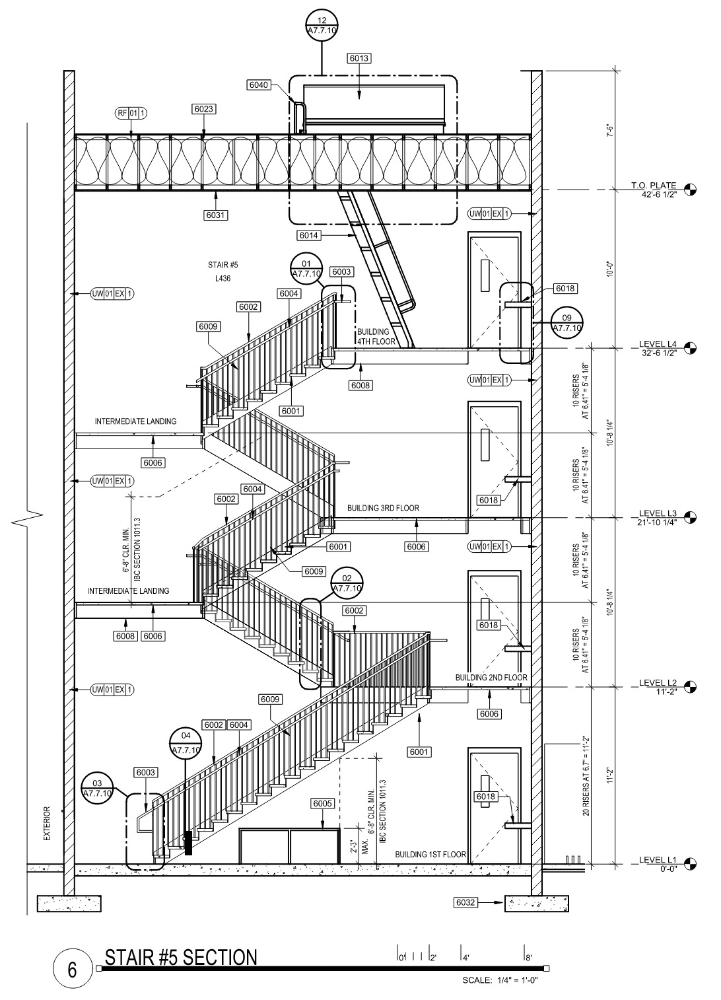 12
A7.7.10
6013
6040
RF 01 1
6023
7'-6"
T.O. PLATE
42'-6 1/2"
6031
UW 01 EX 1
6014
STAIR #5
L436
01
A7.7.10
6003
10'-0"
UW 01 EX 1
6004
6018
6002
09
A7.7.10
6009
BUILDING
4TH FLOOR
LEVEL L4
32'-6 1/2"
6008
UW 01 EX 1
10 RISERS
AT 6.41" = 5'-4 1/8"
6001
INTERMEDIATE LANDING
10'-8 1/4"
6006
10 RISERS
AT 6.41" = 5'-4 1/8"
UW 01 EX 1
6004
6002
6018
BUILDING 3RD FLOOR
LEVEL L3
21'-10 1/4"
6'-8" CLR. MIN.
IBC SECTION 1011.3
6001
6006
UW 01 EX 1
10 RISERS
AT 6.41" = 5'-4 1/8"
6009
02
A7.7.10
INTERMEDIATE LANDING
10'-8 1/4"
6002
6018
6008
6006
10 RISERS
AT 6.41" = 5'-4 1/8"
BUILDING 2ND FLOOR
LEVEL L2
11'-2"
UW 01 EX 1
6009
6006
6002
6004
04
A7.7.10
6001
20 RISERS AT 6.7" = 11'-2"
11'-2"
6003
03
A7.7.10
6018
6005
6'-8" CLR. MIN.
IBC SECTION 1011.3
EXTERIOR
2'-3"
MAX.
BUILDING 1ST FLOOR
LEVEL L1
0'-0"
6032
6
STAIR #5 SECTION
0' 2' 4' 8'
SCALE: 1/4" = 1'-0"